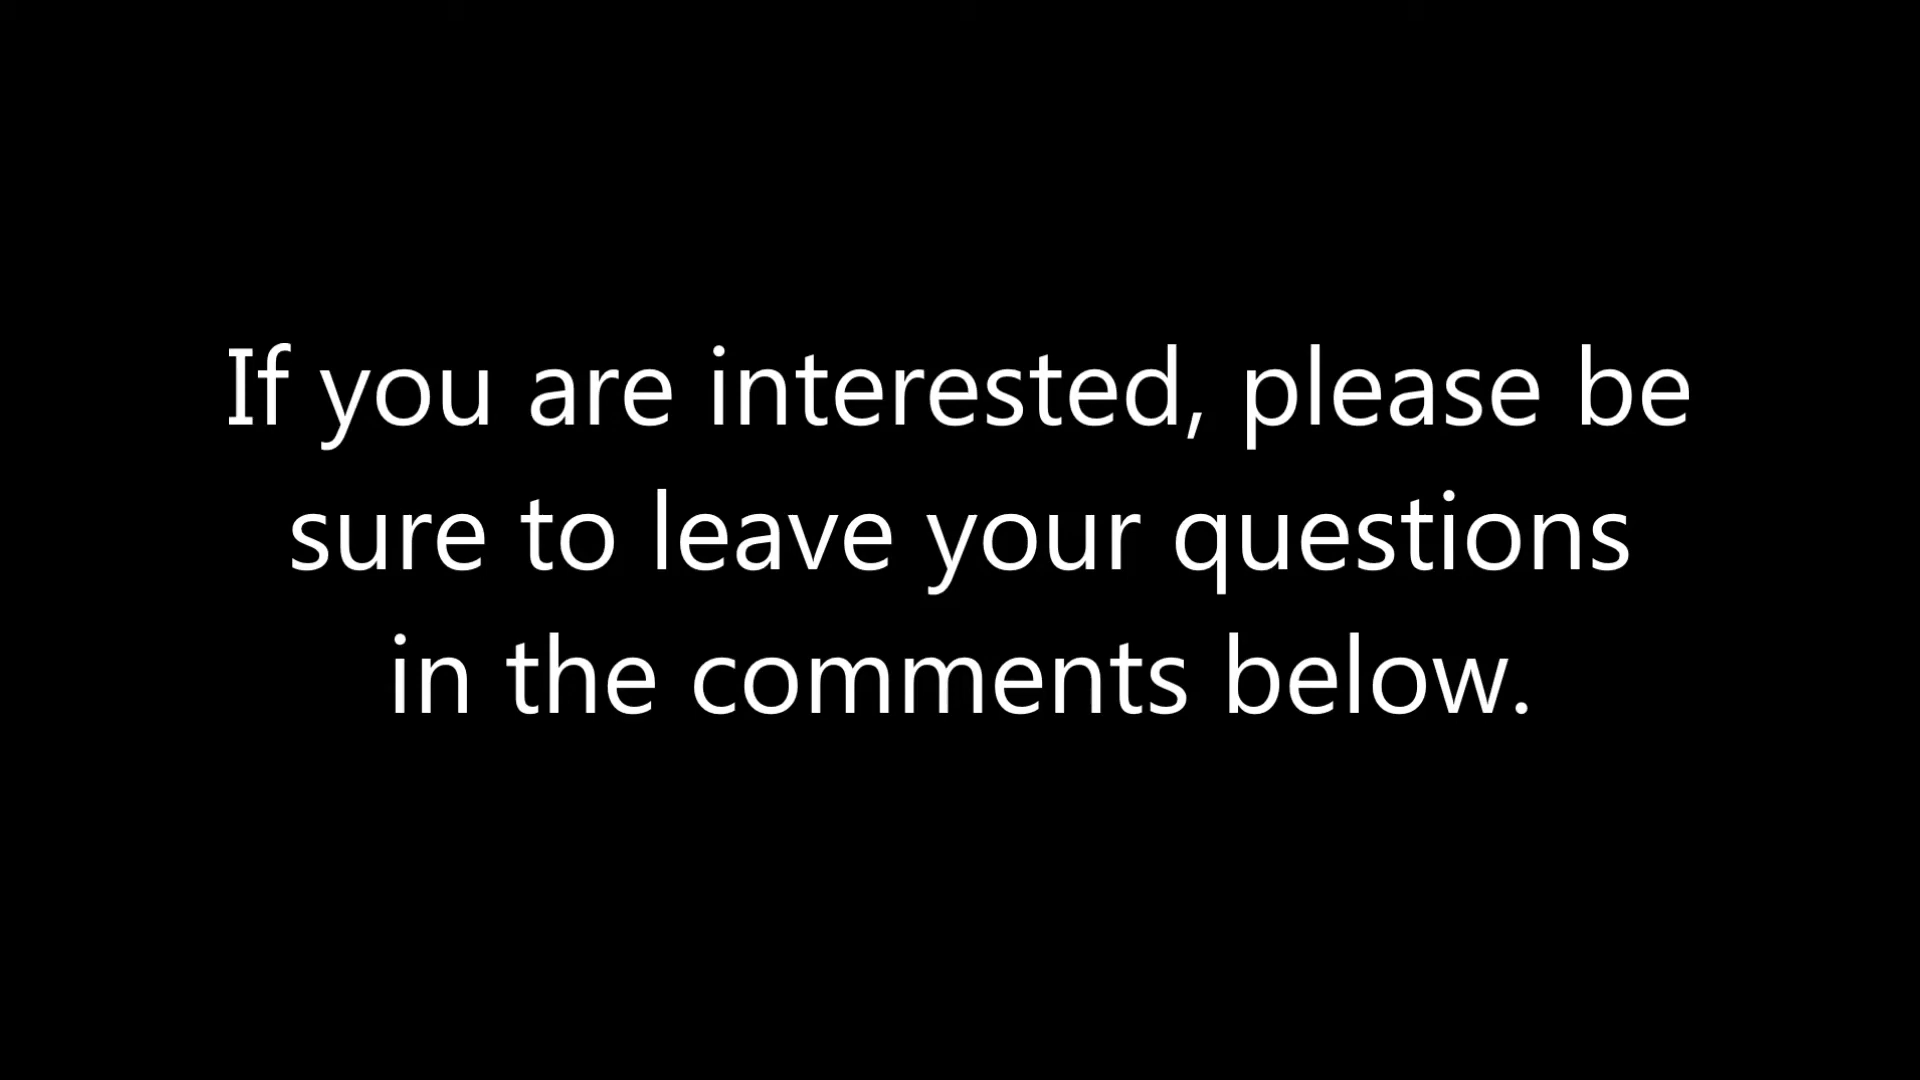 If you are interested, please be
sure to leave your questions
in the comments below.